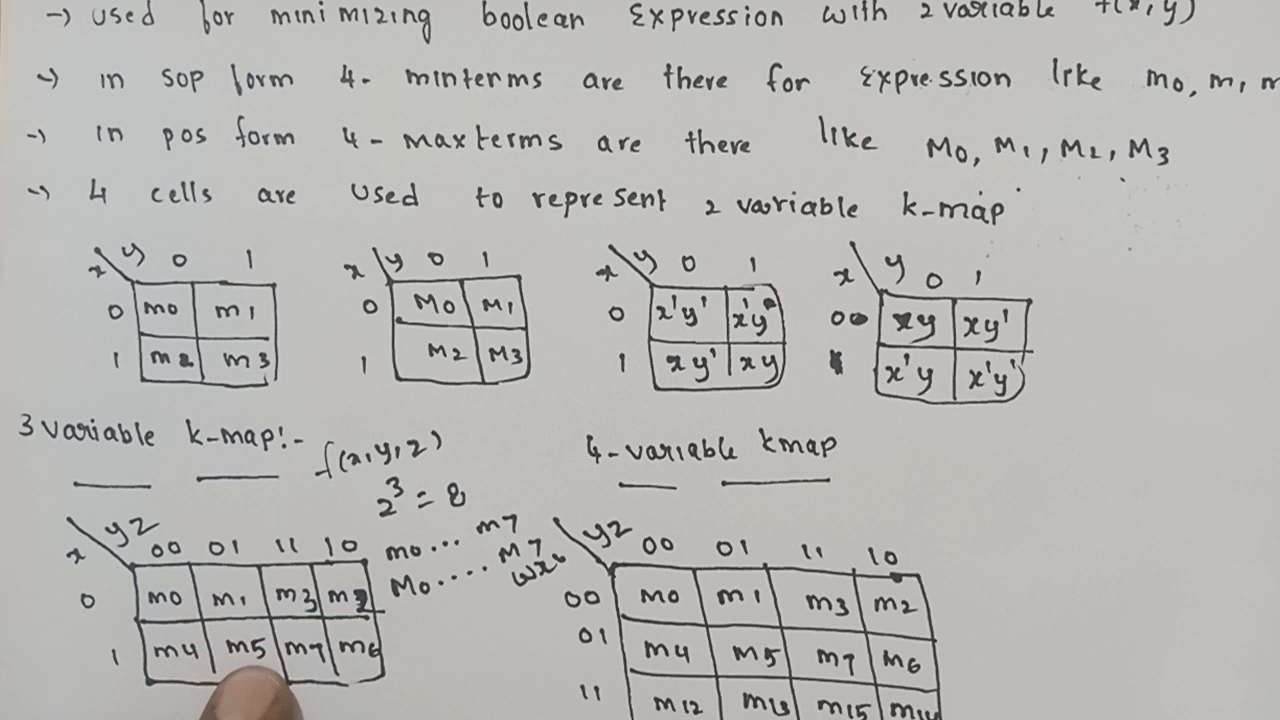 → used for minimizing boolean Expression with 2 variable f(x, y)
→ in sop form 4 - minterms are there for Expression like m0, m1
→ in pos form 4 - maxterms are there like M0, M1, M2, M3
→ 4 cells are used to represent 2 variable k-map
x y 0 1
0 m0 m1
1 m2 m3
x y 0 1
0 M0 M1
1 M2 M3
x y 0 1
0 x'y' x'y
1 xy' xy
x y 0 1
0 xy xy'
x'y x'y'
3 variable k-map:- f(x,y,z)
2³ = 8
m0... m7
M0.... M7
x yz 00 01 11 10
0 m0 m1 m3 m2
1 m4 m5 m7 m6
4-variable kmap
wx yz 00 01 11 10
00 m0 m1 m3 m2
01 m4 m5 m7 m6
11 m12 m13 m15 m14